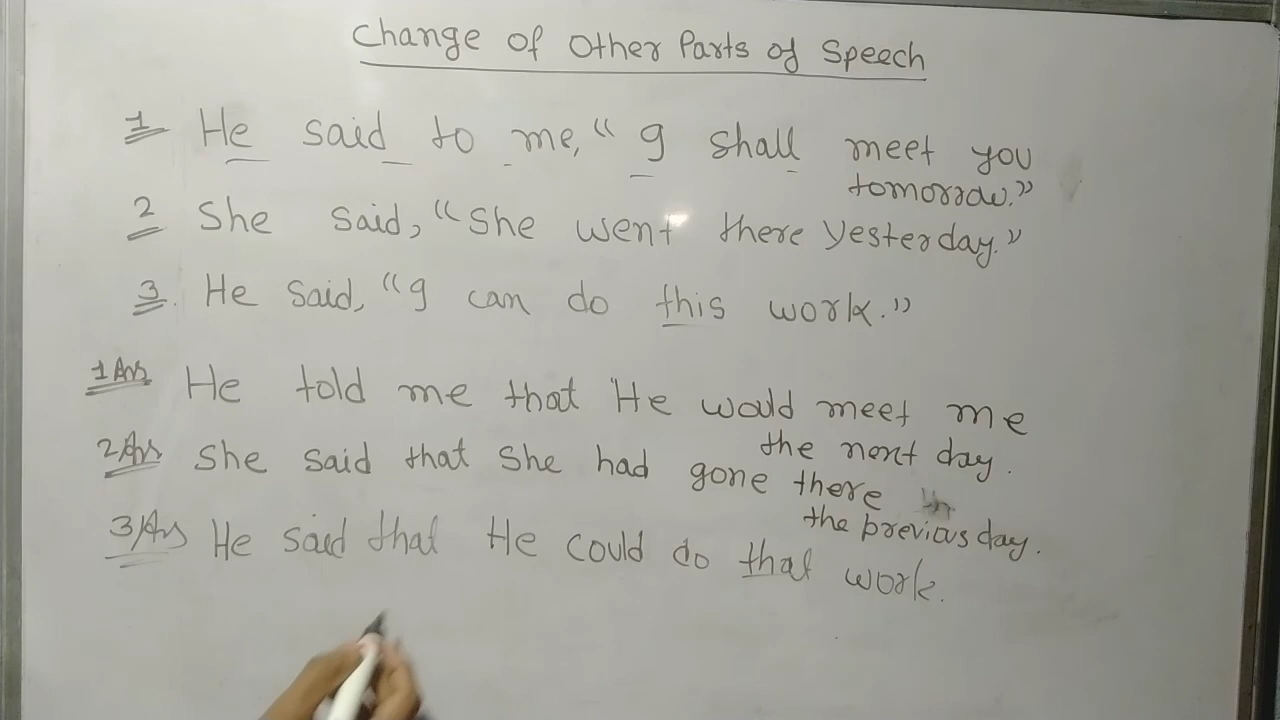 Change of Other Parts of Speech
1 He said to me, “I shall meet you
tomorrow.”
2 She said, “She went there yesterday.”
3. He said, “I can do this work.”
1 Ans He told me that He would meet me
the next day.
2 Ans She said that She had gone there
the previous day.
3 Ans He said that He could do that work.